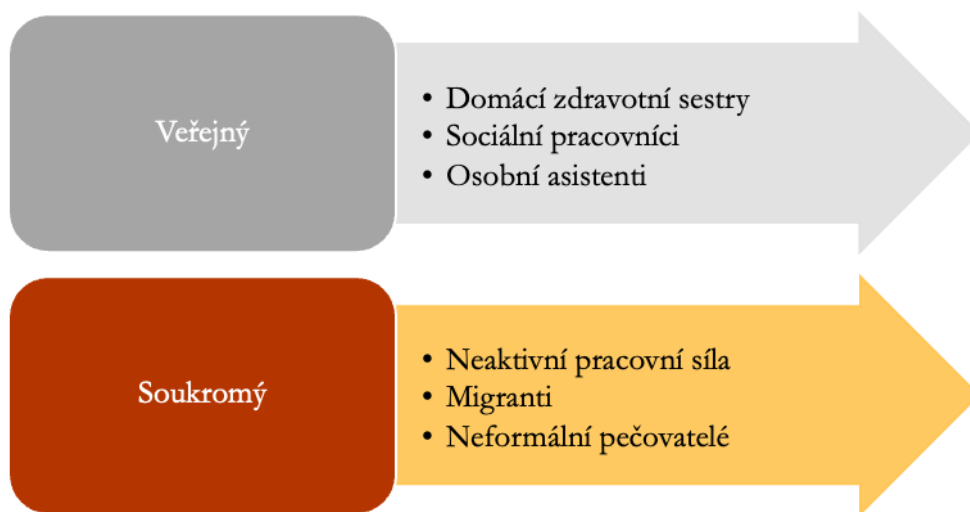 Veřejný
• Domácí zdravotní sestry
• Sociální pracovníci
• Osobní asistenti
Soukromý
• Neaktivní pracovní síla
• Migranti
• Neformální pečovatelé